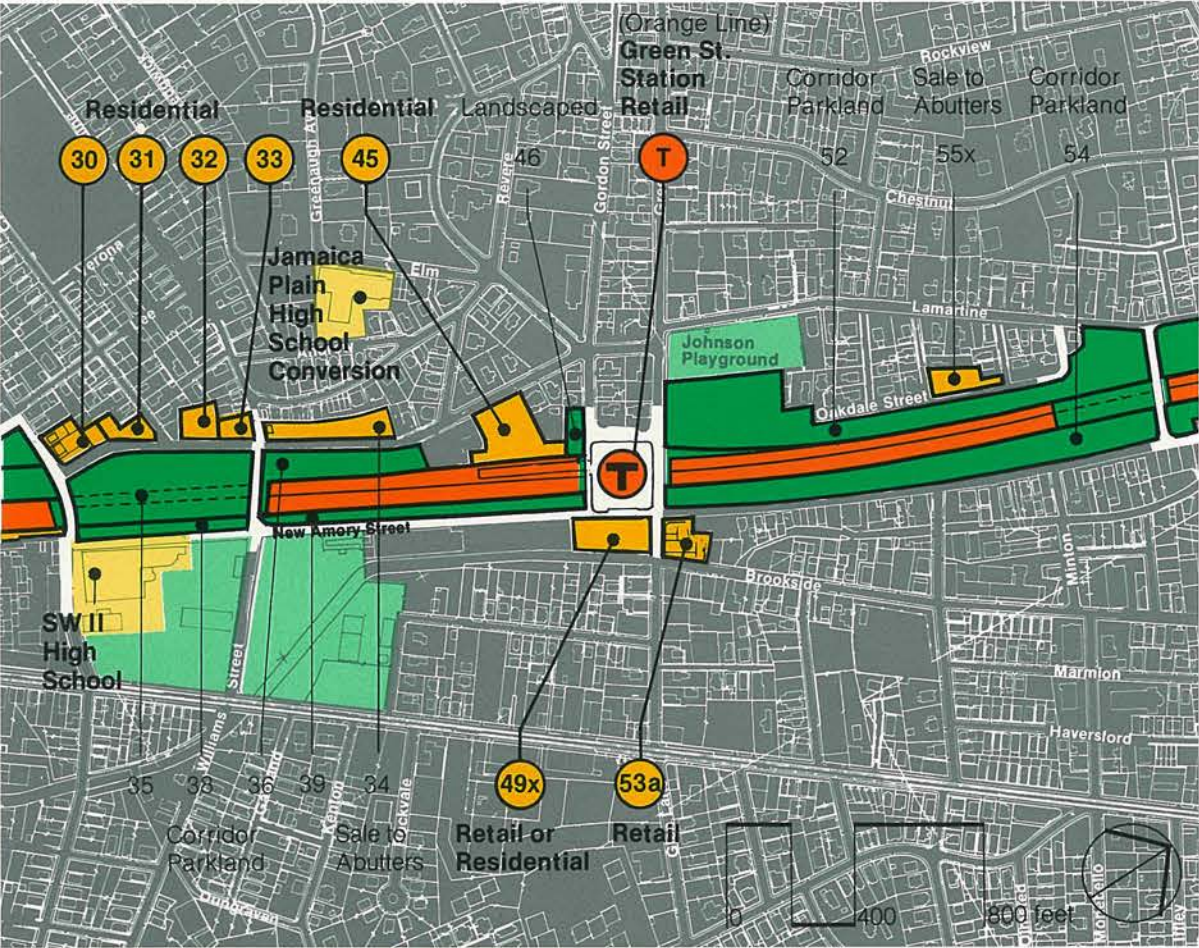 (Orange Line)
Green St.
Station
Retail
Rockview
Corridor
Parkland
Sale to
Abutters
Corridor
Parkland
Residential
Residential
Landscaped
30
31
32
33
45
46
T
52
55x
54
Greenough Av
Revere
Gordon Street
Chestnut
Verona
Elm
Jamaica
Plain
High
School
Conversion
Lamartine
Johnson
Playground
Oakdale Street
T
New Amory Street
Brookside
Minton
SW II
High
School
Street
Marmion
Haversford
Williams
35
38
36
39
34
49x
53a
Kenton
Corridor
Parkland
Sale to
Abutters
Retail or
Residential
Retail
Dungraven
0
400
800 feet